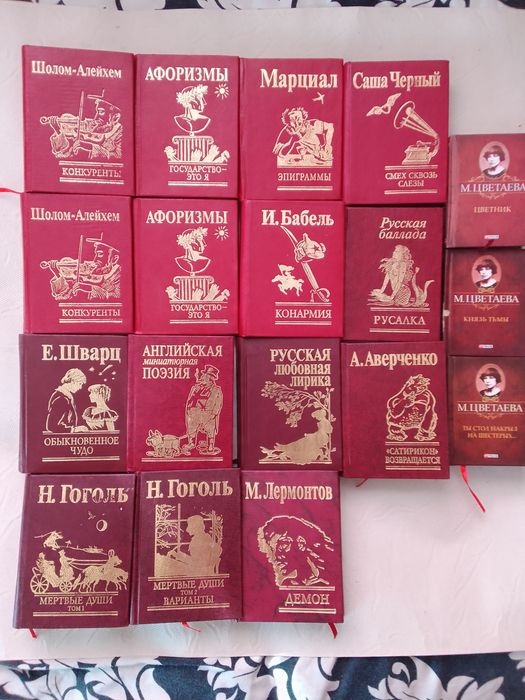 Шолом-Алейхем
КОНКУРЕНТЫ
АФОРИЗМЫ
ГОСУДАРСТВО-
ЭТО Я
Марциал
ЭПИГРАММЫ
Саша Черный
СМЕХ СКВОЗЬ
СЛЕЗЫ
М. ЦВЕТАЕВА
ЦВЕТНИК
Шолом-Алейхем
КОНКУРЕНТЫ
АФОРИЗМЫ
ГОСУДАРСТВО-
ЭТО Я
И. Бабель
КОНАРМИЯ
Русская
баллада
РУСАЛКА
М. ЦВЕТАЕВА
КНЯЗЬ ТЬМЫ
Е. Шварц
ОБЫКНОВЕННОЕ
ЧУДО
АНГЛИЙСКАЯ
миниатюрная
ПОЭЗИЯ
РУССКАЯ
любовная
ЛИРИКА
А. Аверченко
«САТИРИКОН»
ВОЗВРАЩАЕТСЯ
М. ЦВЕТАЕВА
ТЫ СТОЛ НАКРЫЛ
НА ШЕСТЕРЫХ...
Н. Гоголь
МЕРТВЫЕ ДУШИ
ТОМ 1
Н. Гоголь
МЕРТВЫЕ ДУШИ
ТОМ 2
ВАРИАНТЫ
М. Лермонтов
ДЕМОН